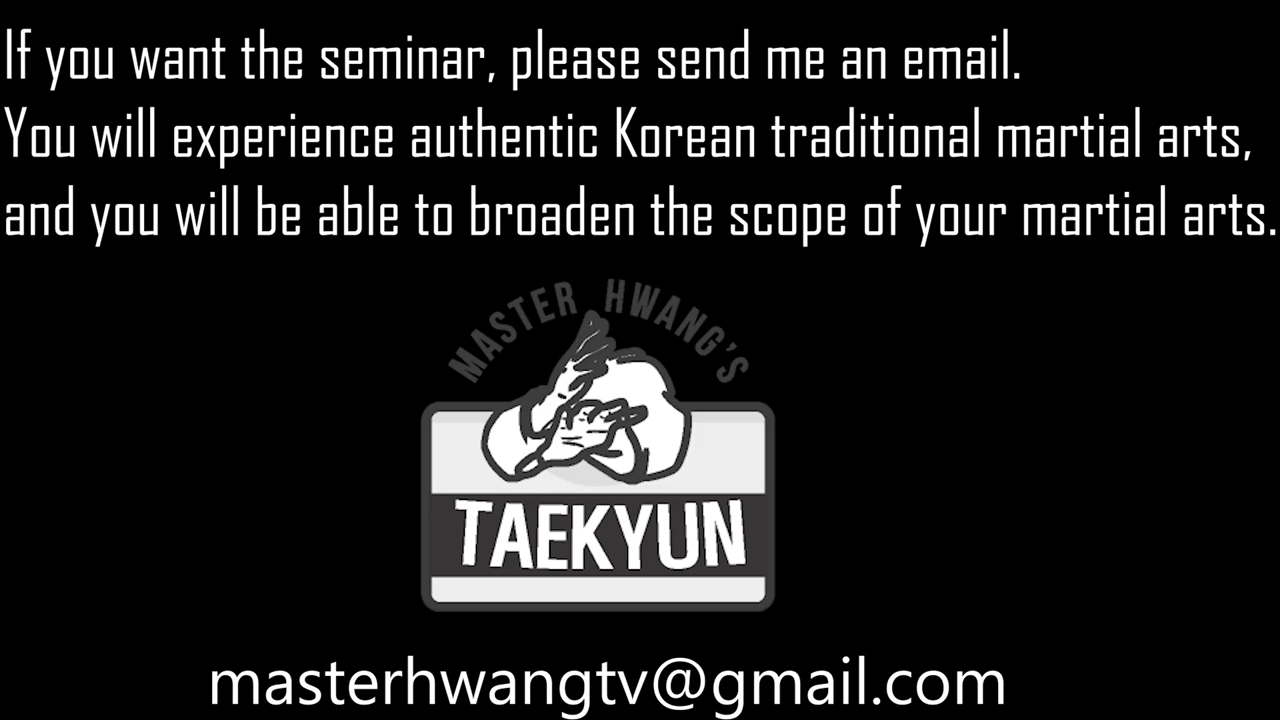 If you want the seminar, please send me an email.
You will experience authentic Korean traditional martial arts,
and you will be able to broaden the scope of your martial arts.
MASTER HWANG'S
TAEKYUN
masterhwangtv@gmail.com